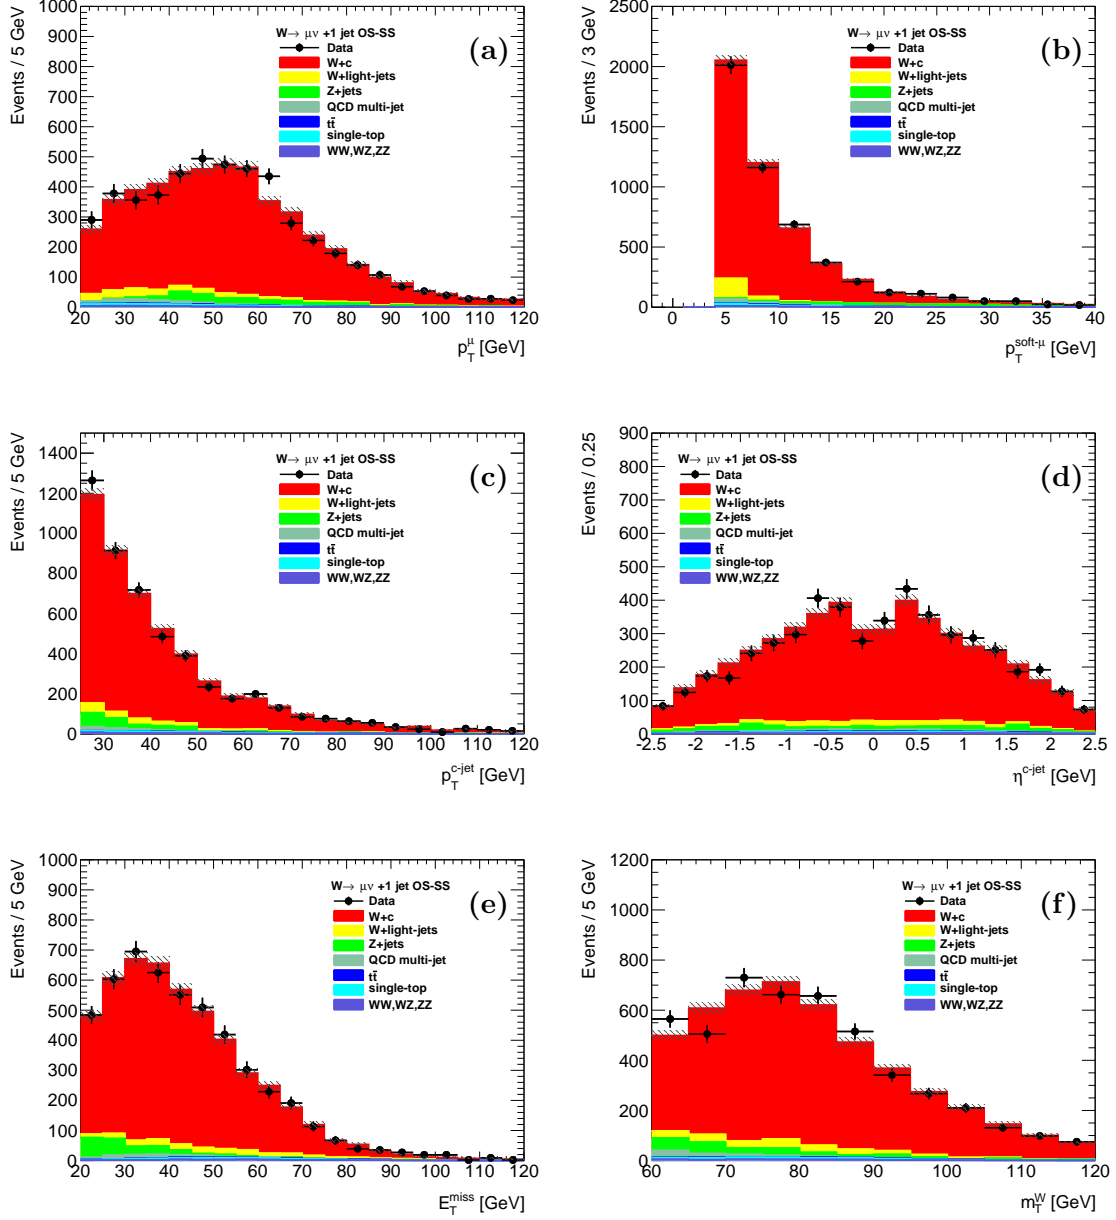 Events / 5 GeV
1000
900
800
700
600
500
400
300
200
100
0
W→ μν +1 jet OS-SS
Data
W+c
W+light-jets
Z+jets
QCD multi-jet
tt̄
single-top
WW,WZ,ZZ
(a)
20 30 40 50 60 70 80 90 100 110 120
p_T^μ [GeV]
Events / 3 GeV
2500
2000
1500
1000
500
0
W→ μν +1 jet OS-SS
Data
W+c
W+light-jets
Z+jets
QCD multi-jet
tt̄
single-top
WW,WZ,ZZ
(b)
0 5 10 15 20 25 30 35 40
p_T^soft-μ [GeV]
Events / 5 GeV
1400
1200
1000
800
600
400
200
0
W→ μν +1 jet OS-SS
Data
W+c
W+light-jets
Z+jets
QCD multi-jet
tt̄
single-top
WW,WZ,ZZ
(c)
30 40 50 60 70 80 90 100 110 120
p_T^c-jet [GeV]
Events / 0.25
900
800
700
600
500
400
300
200
100
0
W→ μν +1 jet OS-SS
Data
W+c
W+light-jets
Z+jets
QCD multi-jet
tt̄
single-top
WW,WZ,ZZ
(d)
-2.5 -2 -1.5 -1 -0.5 0 0.5 1 1.5 2 2.5
η^c-jet [GeV]
Events / 5 GeV
1000
900
800
700
600
500
400
300
200
100
0
W→ μν +1 jet OS-SS
Data
W+c
W+light-jets
Z+jets
QCD multi-jet
tt̄
single-top
WW,WZ,ZZ
(e)
20 30 40 50 60 70 80 90 100 110 120
E_T^miss [GeV]
Events / 5 GeV
1200
1000
800
600
400
200
0
W→ μν +1 jet OS-SS
Data
W+c
W+light-jets
Z+jets
QCD multi-jet
tt̄
single-top
WW,WZ,ZZ
(f)
60 70 80 90 100 110 120
m_T^W [GeV]